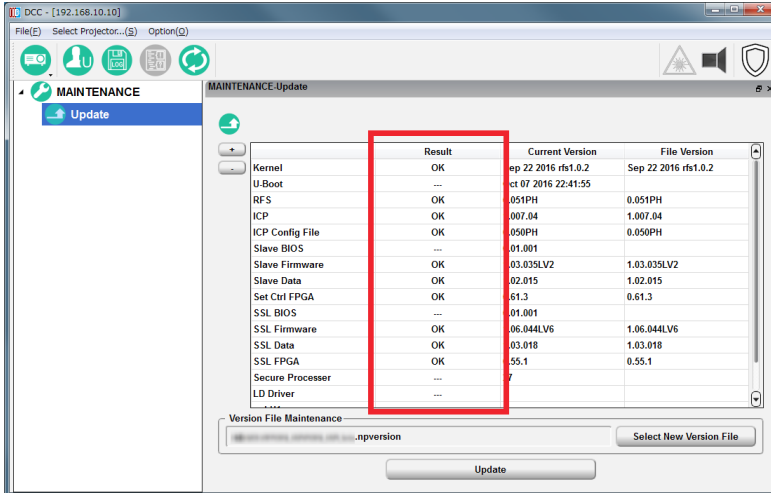 DCC - [192.168.10.10]
File(F) Select Projector...(S) Option(O)
U LOG
MAINTENANCE
Update
MAINTENANCE-Update
+ Result Current Version File Version
- Kernel OK Sep 22 2016 rfs1.0.2 Sep 22 2016 rfs1.0.2
U-Boot --- ct 07 2016 22:41:55
RFS OK .051PH 0.051PH
ICP OK .007.04 1.007.04
ICP Config File OK .050PH 0.050PH
Slave BIOS --- .01.001
Slave Firmware OK .03.035LV2 1.03.035LV2
Slave Data OK .02.015 1.02.015
Set Ctrl FPGA OK .61.3 0.61.3
SSL BIOS --- .01.001
SSL Firmware OK .06.044LV6 1.06.044LV6
SSL Data OK .03.018 1.03.018
SSL FPGA OK .55.1 0.55.1
Secure Processer --- 7
LD Driver ---
Version File Maintenance
.npversion Select New Version File
Update